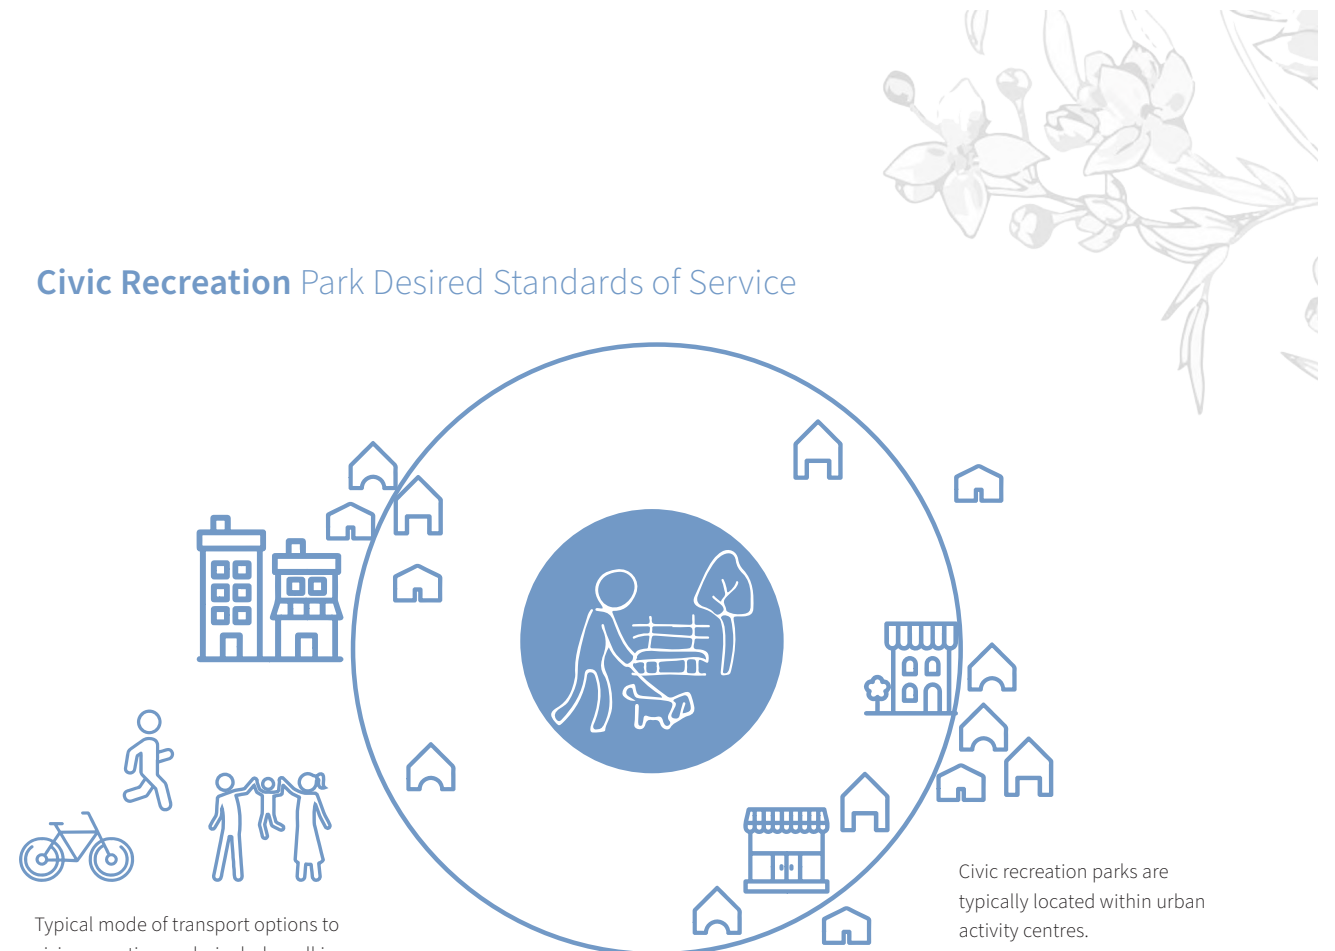 Civic Recreation Park Desired Standards of Service
Civic recreation parks are
typically located within urban
activity centres.
Typical mode of transport options to